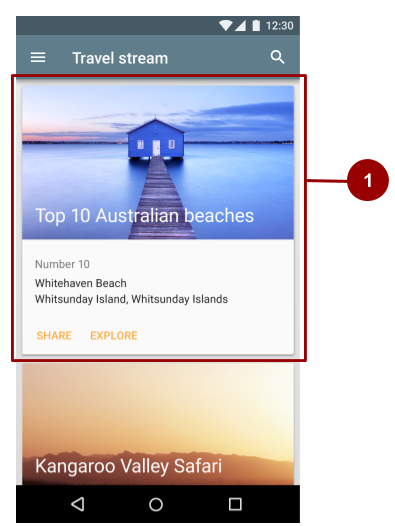 12:30
Travel stream
1
Top 10 Australian beaches
Number 10
Whitehaven Beach
Whitsunday Island, Whitsunday Islands
SHARE EXPLORE
Kangaroo Valley Safari